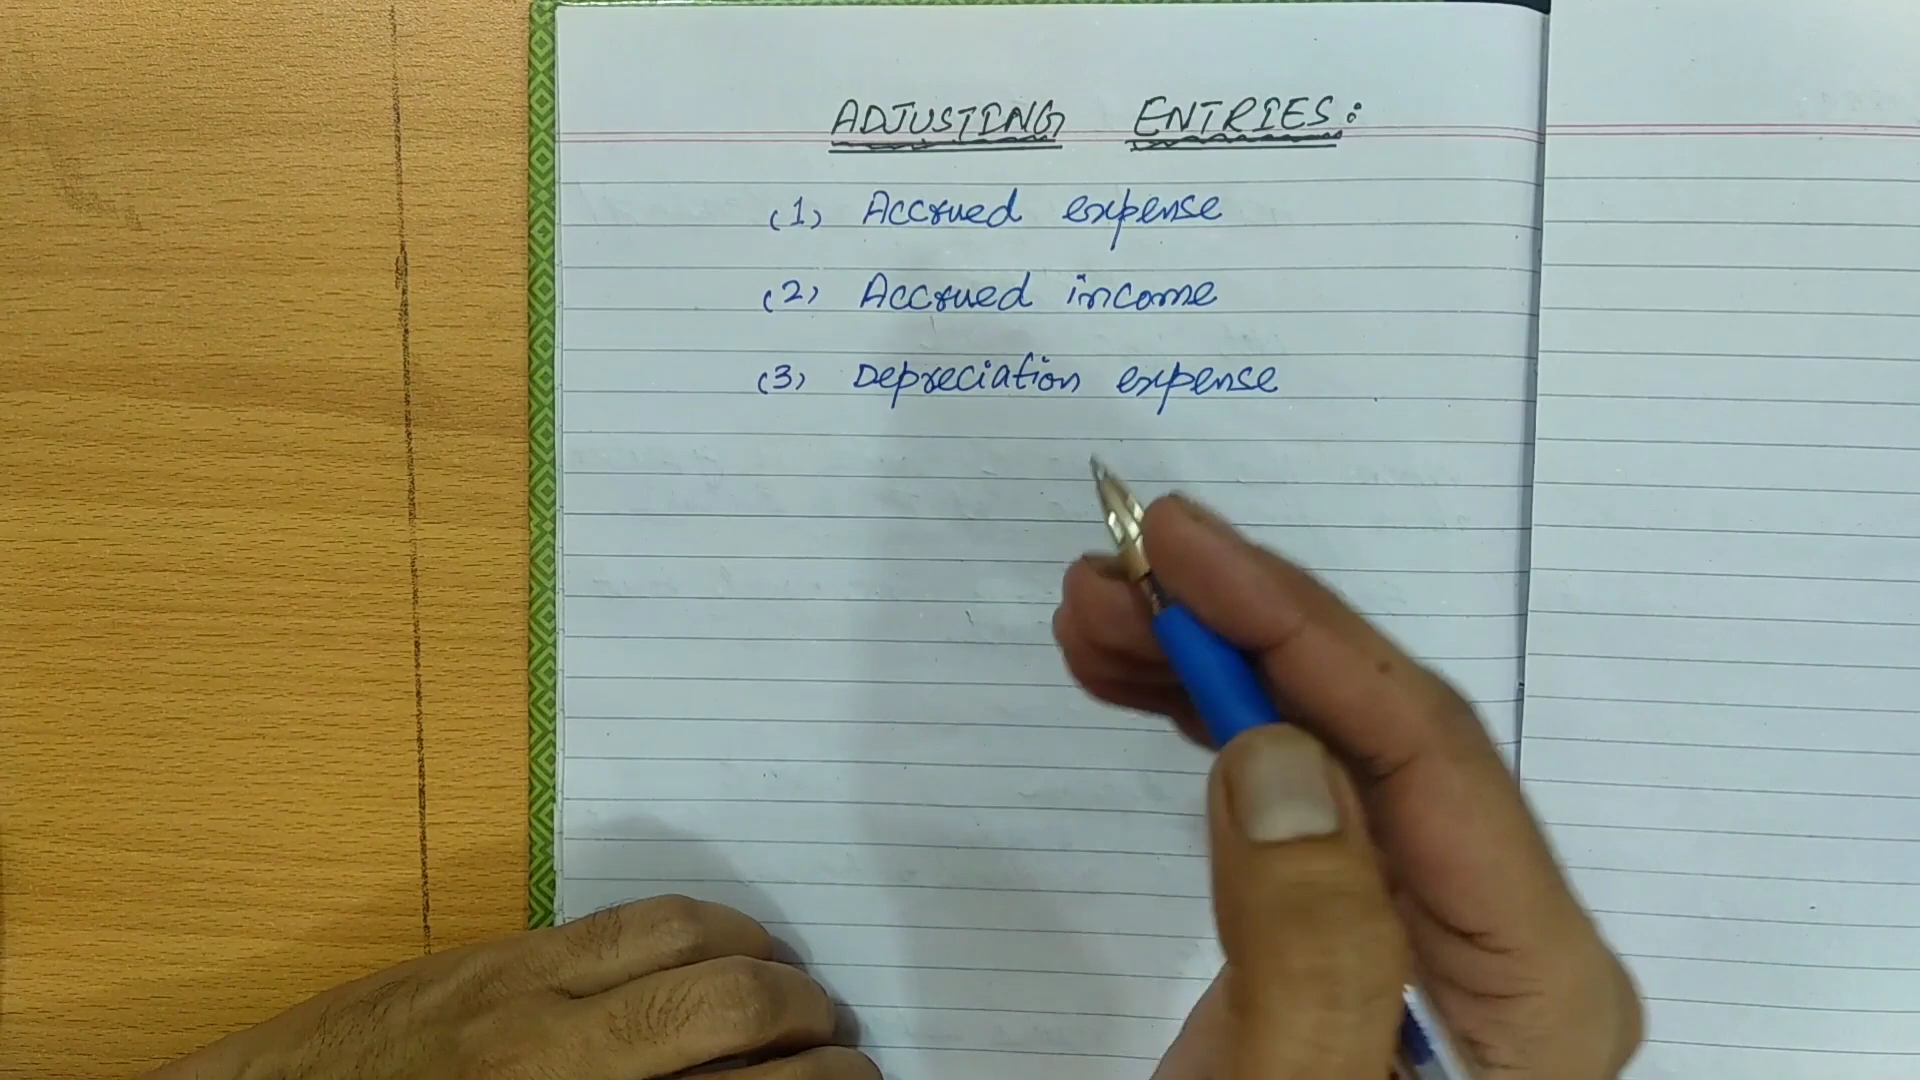 ADJUSTING ENTRIES:
(1) Accrued expense
(2) Accrued income
(3) Depreciation expense